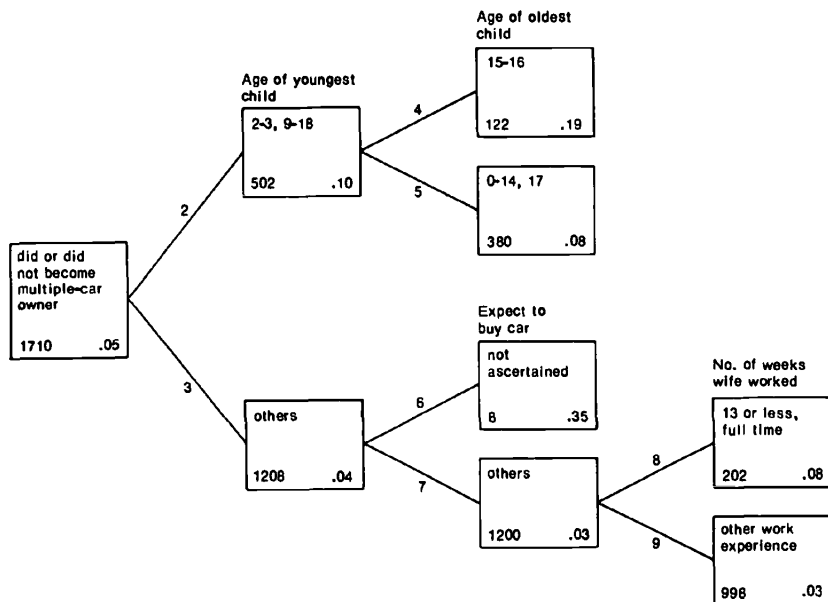 Age of oldest
child
15-16
122 .19
4
Age of youngest
child
2-3, 9-18
502 .10
5
0-14, 17
380 .08
2
did or did
not become
multiple-car
owner
1710 .05
3
Expect to
buy car
not
ascertained
8 .35
6
others
1208 .04
7
others
1200 .03
No. of weeks
wife worked
13 or less,
full time
202 .08
8
9
other work
experience
998 .03